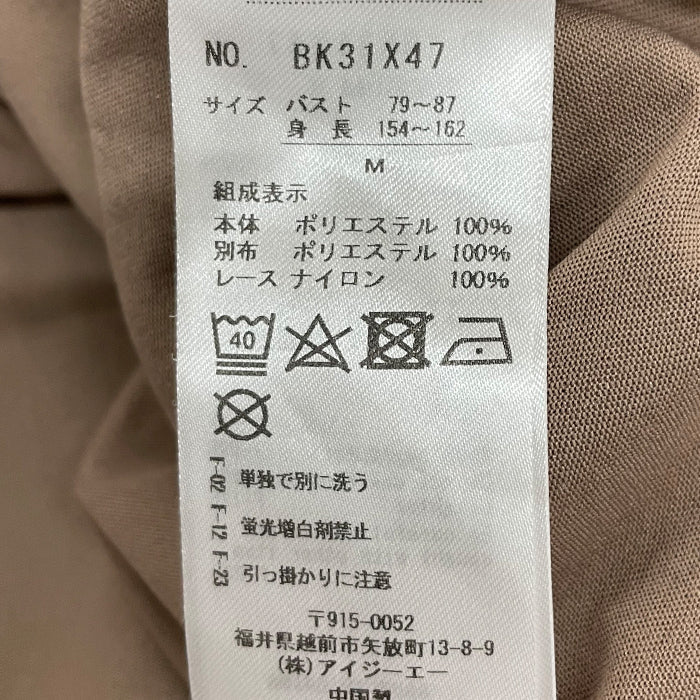 NO. BK31X47
サイズ バスト 79~87
身長 154~162
M
組成表示
本体 ポリエステル 100%
別布 ポリエステル 100%
レース ナイロン 100%
40
F-02 単独で別に洗う
F-12 蛍光増白剤禁止
F-23 引っ掛かりに注意
〒915-0052
福井県越前市矢放町13-8-9
(株)アイジーエー
中国製